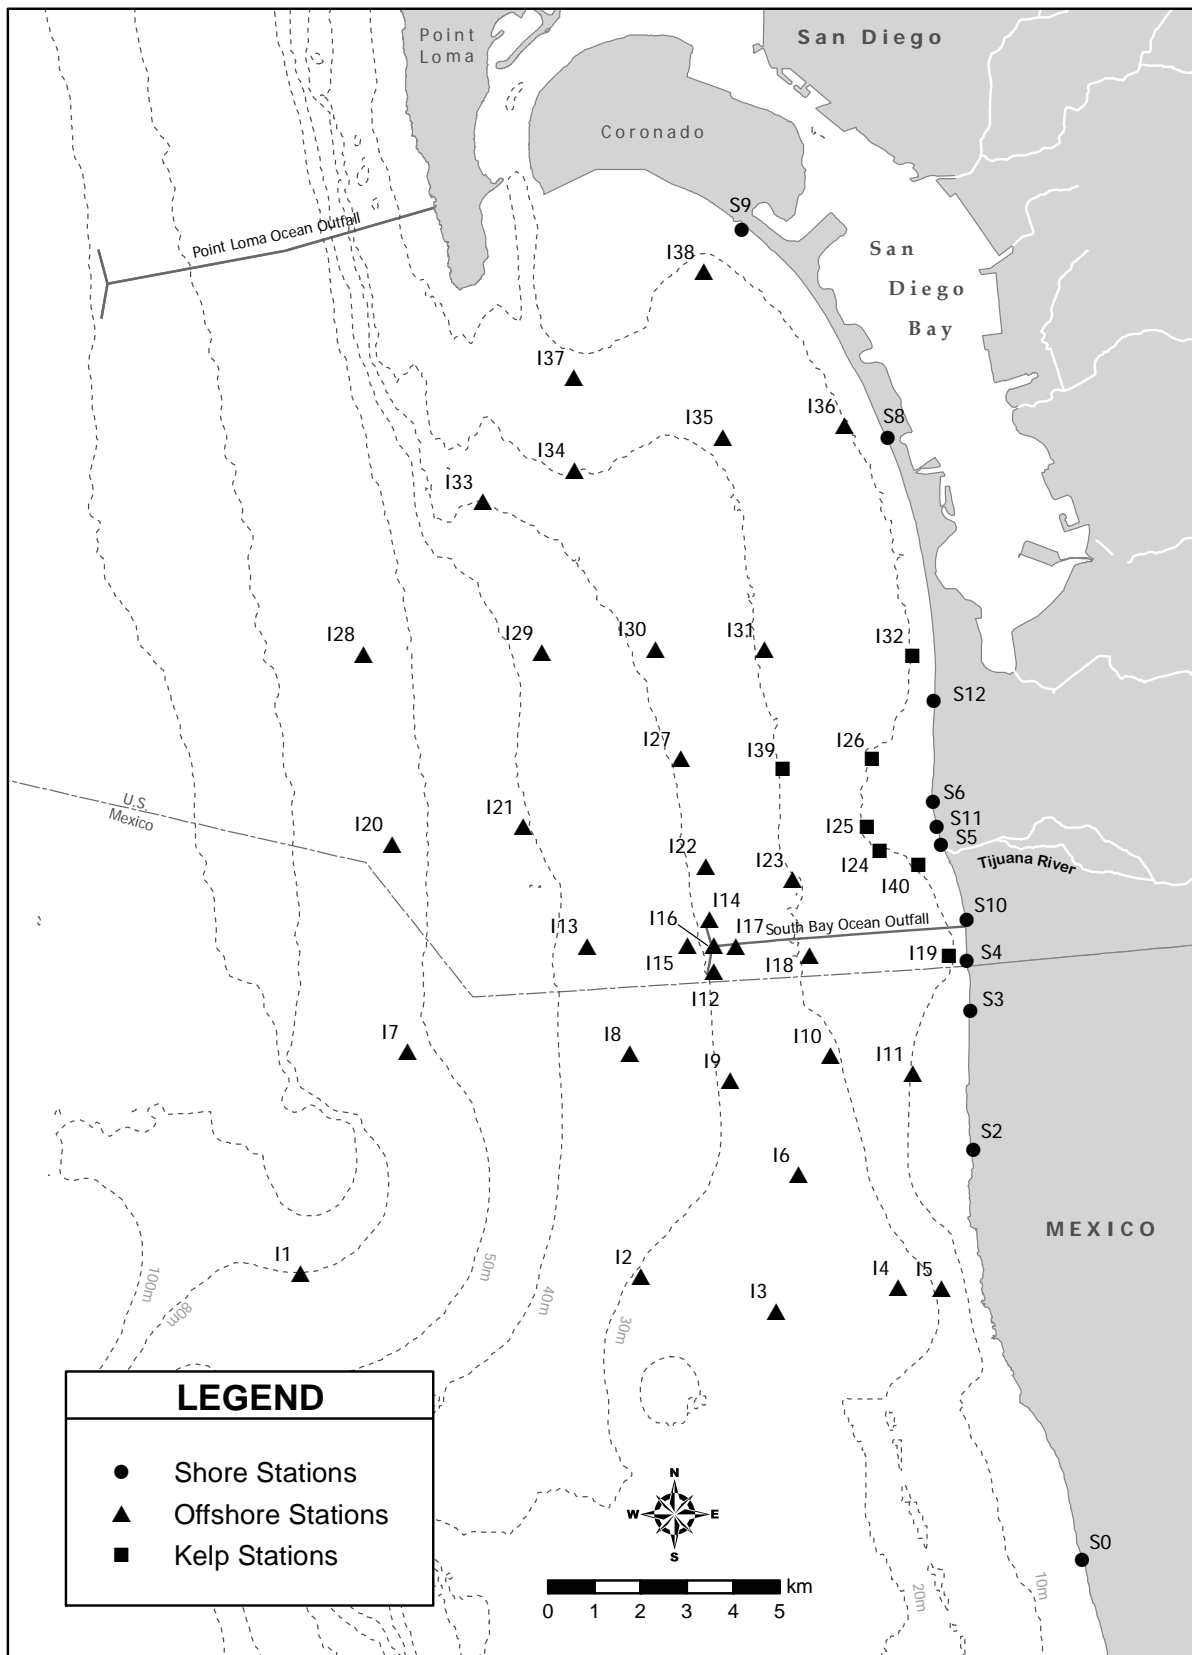 Point
Loma
San Diego
Coronado
S9
Point Loma Ocean Outfall
San
Diego
Bay
I38
I37
I36
S8
I35
I34
I33
I32
I31
I30
I29
I28
S12
I27
I39
I26
S6
U.S.
Mexico
I21
I20
I25
S11
S5
I24
I40
Tijuana River
I22
I23
I14
S10
I16
I17
South Bay Ocean Outfall
I13
I15
I18
I19
S4
I12
S3
I7
I8
I10
I9
I11
S2
I6
MEXICO
I1
I2
I3
I4
I5
100m
80m
50m
40m
30m
LEGEND
Shore Stations
Offshore Stations
Kelp Stations
N
W
E
S
km
0 1 2 3 4 5
S0
20m
10m